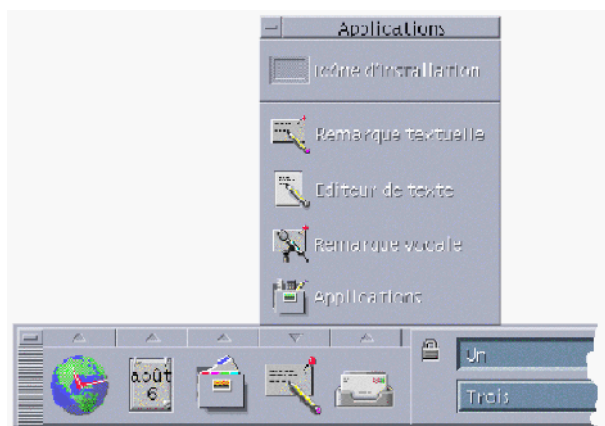 Applications
Icône d'installation
Remarque textuelle
Editeur de texte
Remarque vocale
Applications
août
6
Un
Trois